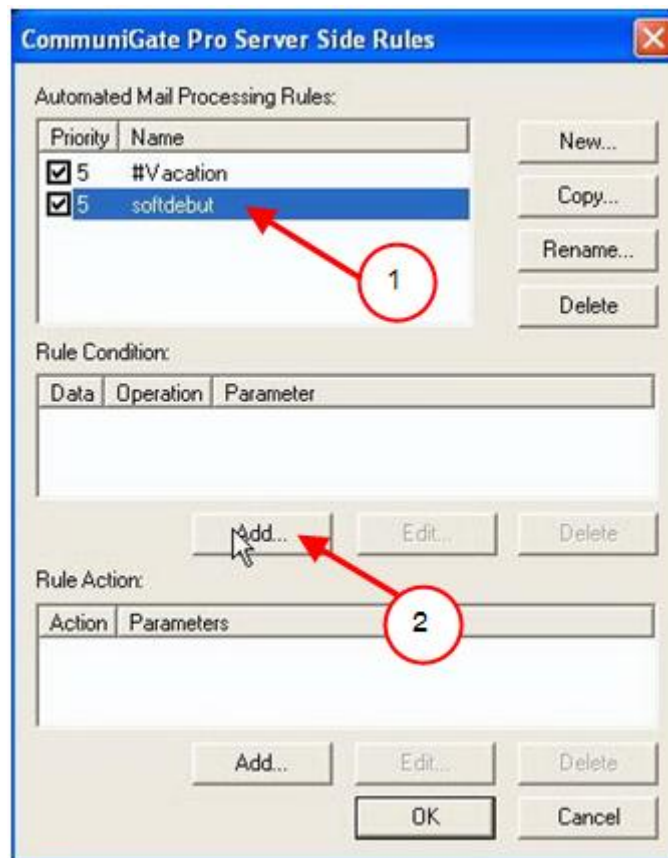 CommuniGate Pro Server Side Rules
Automated Mail Processing Rules:
Priority Name
5 #Vacation
5 softdebut
New...
Copy...
Rename...
Delete
1
Rule Condition:
Data Operation Parameter
Add... Edit... Delete
Rule Action:
Action Parameters
2
Add... Edit... Delete
OK Cancel